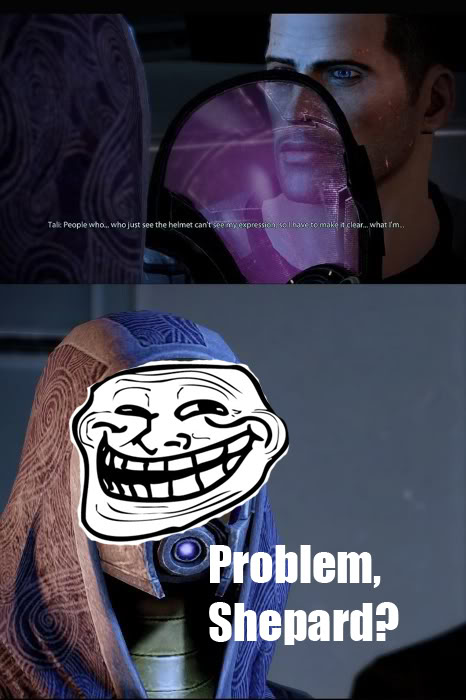 Tali: People who... who just see the helmet can't see my expression, so I have to make it clear... what I'm...
Problem,
Shepard?